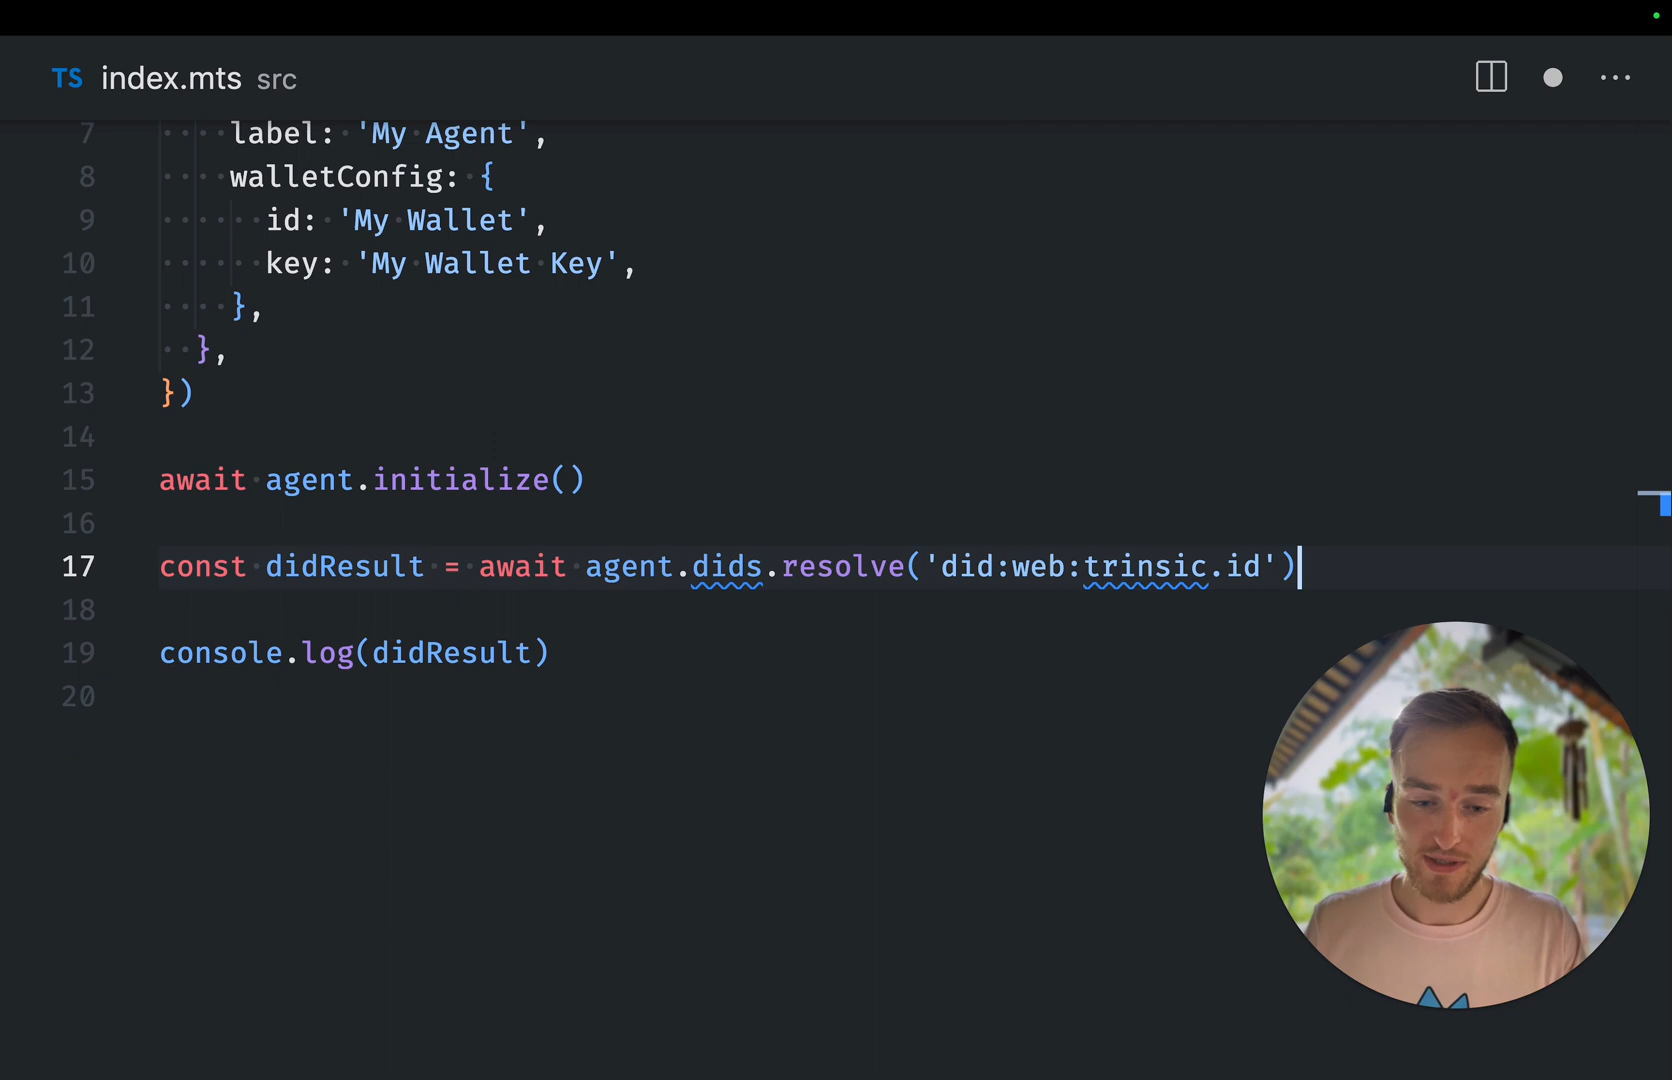 TS index.mts src
7 label: 'My Agent',
8 walletConfig: {
9 id: 'My Wallet',
10 key: 'My Wallet Key',
11 },
12 },
13 })
14
15 await agent.initialize()
16
17 const didResult = await agent.dids.resolve('did:web:trinsic.id')
18
19 console.log(didResult)
20